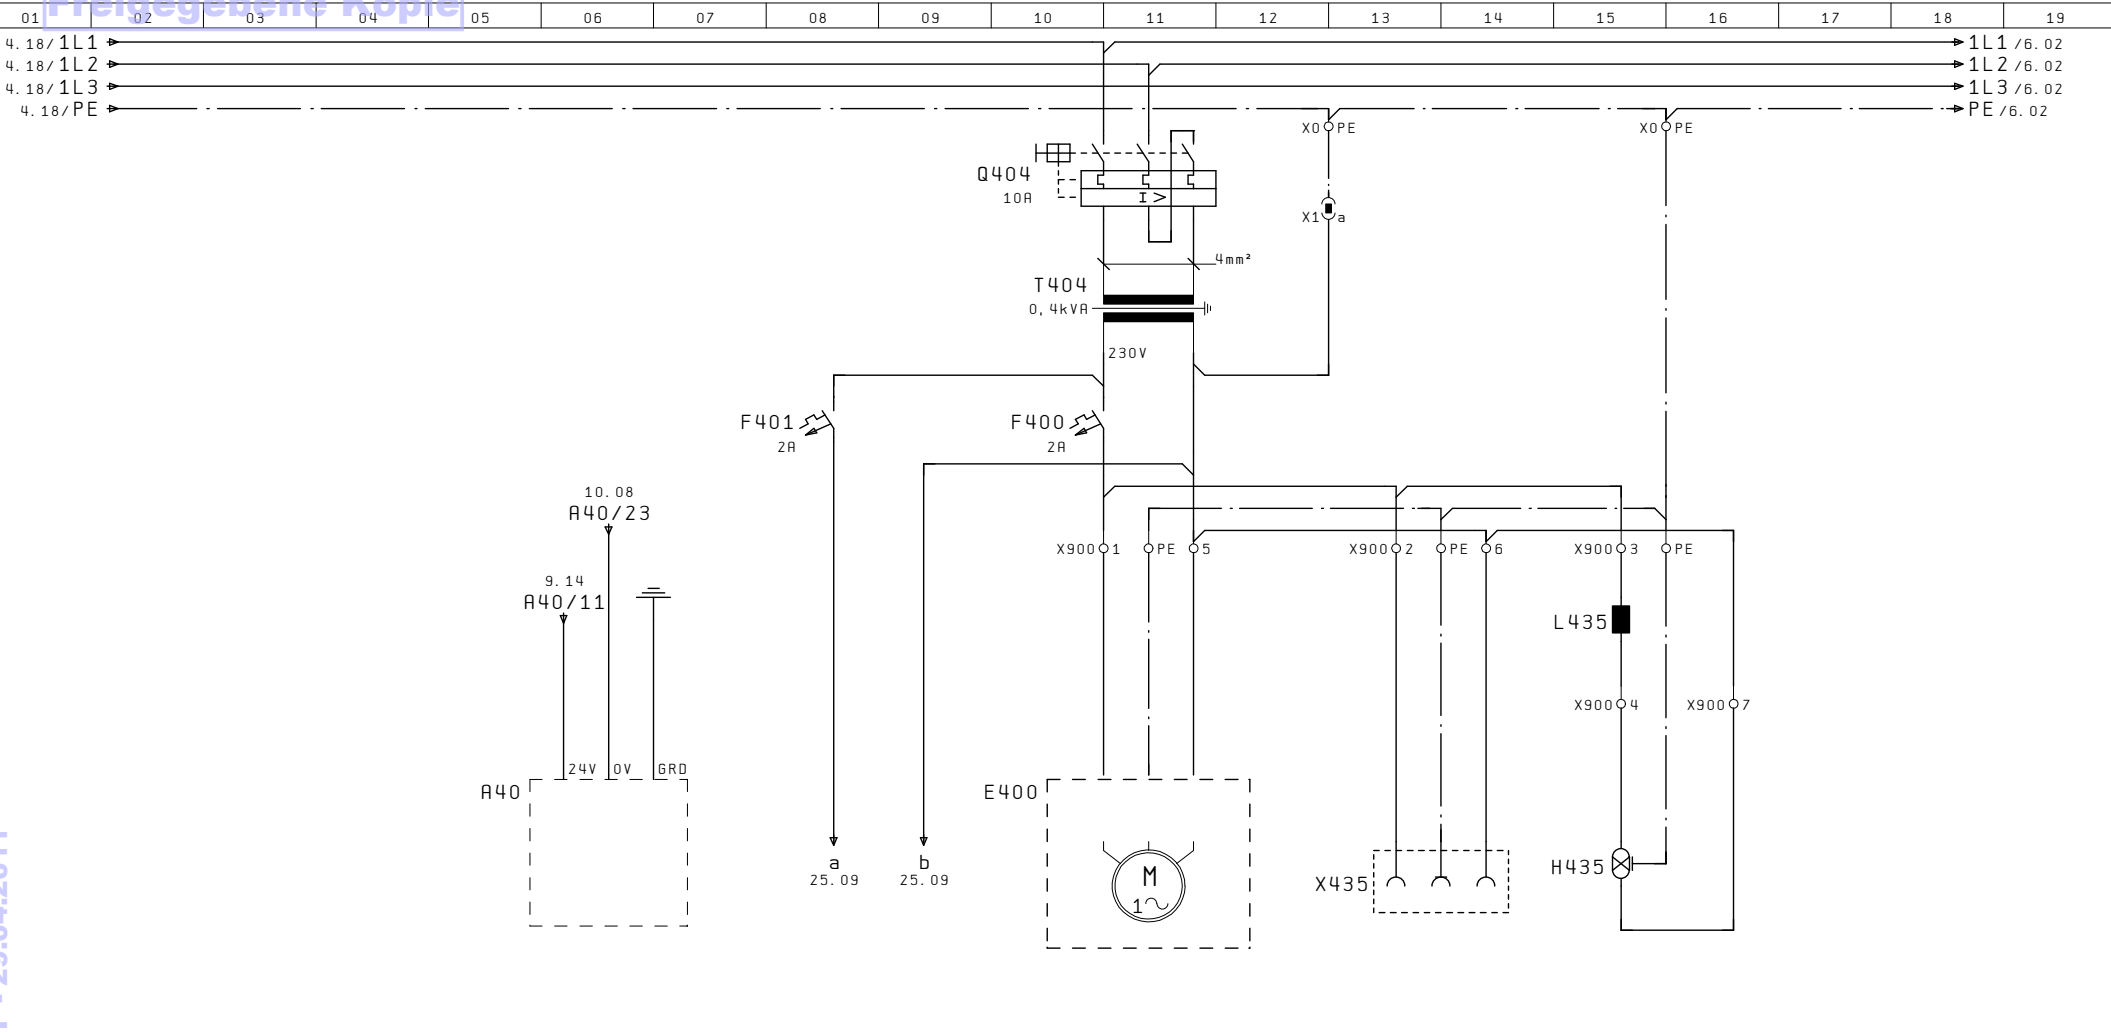 Freigegebene Kopie
01 02 03 04 05 06 07 08 09 10 11 12 13 14 15 16 17 18 19
4.18/1L1 1L1/6.02
4.18/1L2 1L2/6.02
4.18/1L3 1L3/6.02
4.18/PE PE/6.02
X0 PE X0 PE
Q404
10A
I>
X1 a
4mm²
T404
0,4kVA
230V
F401 F400
2A 2A
10.08
A40/23
X900 1 PE 5 X900 2 PE 6 X900 3 PE
9.14
A40/11
L435
X900 4 X900 7
24V 0V GRD
A40 E400
a b
25.09 25.09
M
1
X435
H435